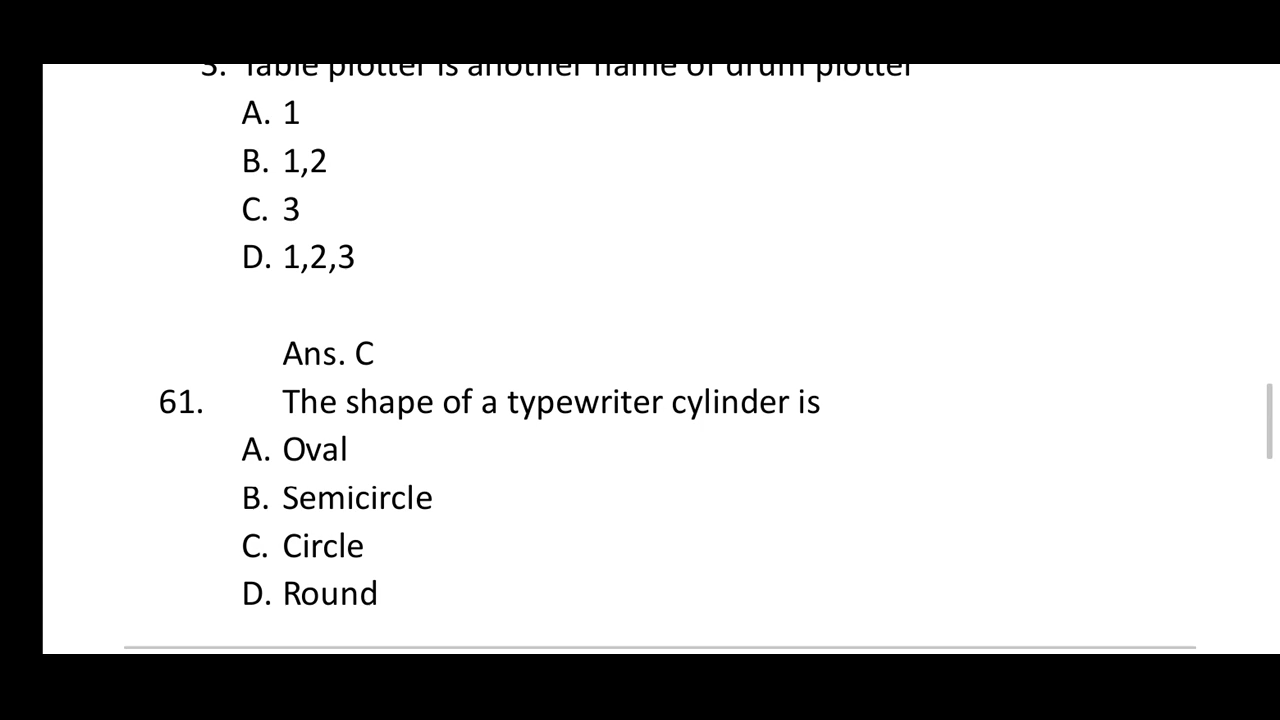 3. Table plotter is another name of drum plotter
A. 1
B. 1,2
C. 3
D. 1,2,3
Ans. C
61. The shape of a typewriter cylinder is
A. Oval
B. Semicircle
C. Circle
D. Round